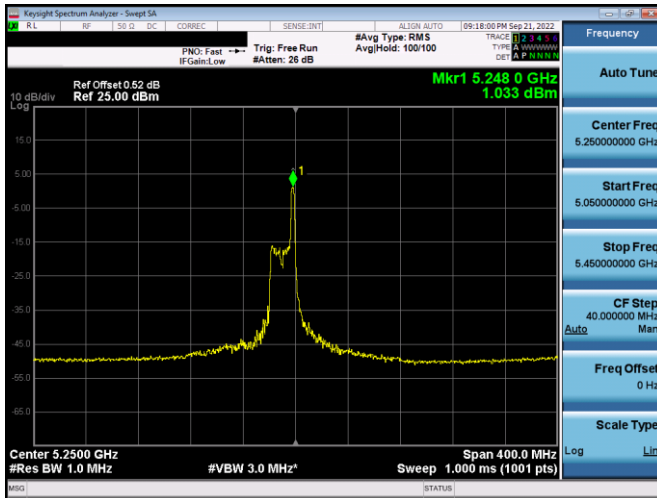 Keysight Spectrum Analyzer - Swept SA
RL RF 50 Ω DC CORREC SENSE:INT ALIGN AUTO 09:18:00 PM Sep 21, 2022
PNO: Fast Trig: Free Run #Avg Type: RMS TRACE 1 2 3 4 5 6
IFGain:Low #Atten: 26 dB Avg|Hold: 100/100 TYPE A WWWWW
DET A P N N N N
Mkr1 5.248 0 GHz
1.033 dBm
Ref Offset 0.52 dB
10 dB/div Ref 25.00 dBm
Log
15.0
5.00
-5.00
-15.0
-25.0
-35.0
-45.0
-55.0
-65.0
1
Center 5.2500 GHz Span 400.0 MHz
#Res BW 1.0 MHz #VBW 3.0 MHz* Sweep 1.000 ms (1001 pts)
MSG STATUS
Frequency
Auto Tune
Center Freq
5.250000000 GHz
Start Freq
5.050000000 GHz
Stop Freq
5.450000000 GHz
CF Step
40.000000 MHz
Auto Man
Freq Offset
0 Hz
Scale Type
Log Lin